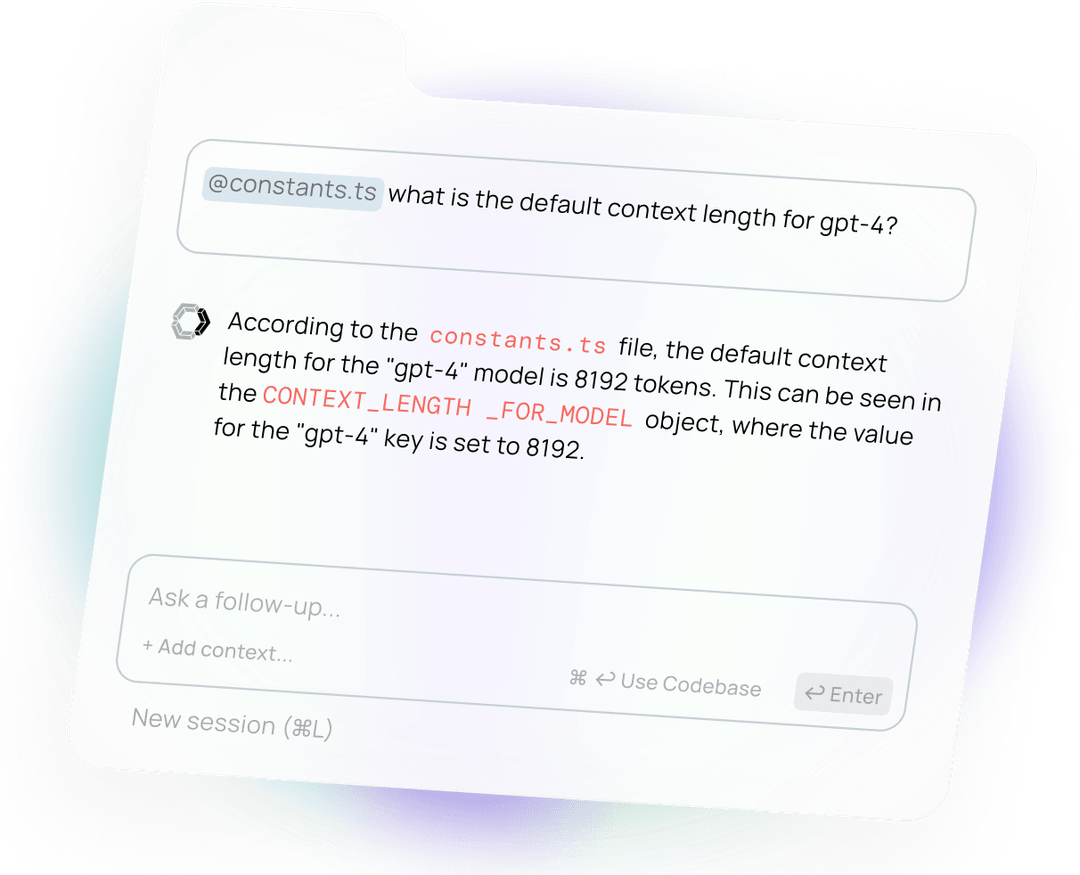 @constants.ts what is the default context length for gpt-4?
According to the constants.ts file, the default context
length for the "gpt-4" model is 8192 tokens. This can be seen in
the CONTEXT_LENGTH _FOR_MODEL object, where the value
for the "gpt-4" key is set to 8192.
Ask a follow-up...
+ Add context...
⌘ ↩ Use Codebase
↩ Enter
New session (⌘L)